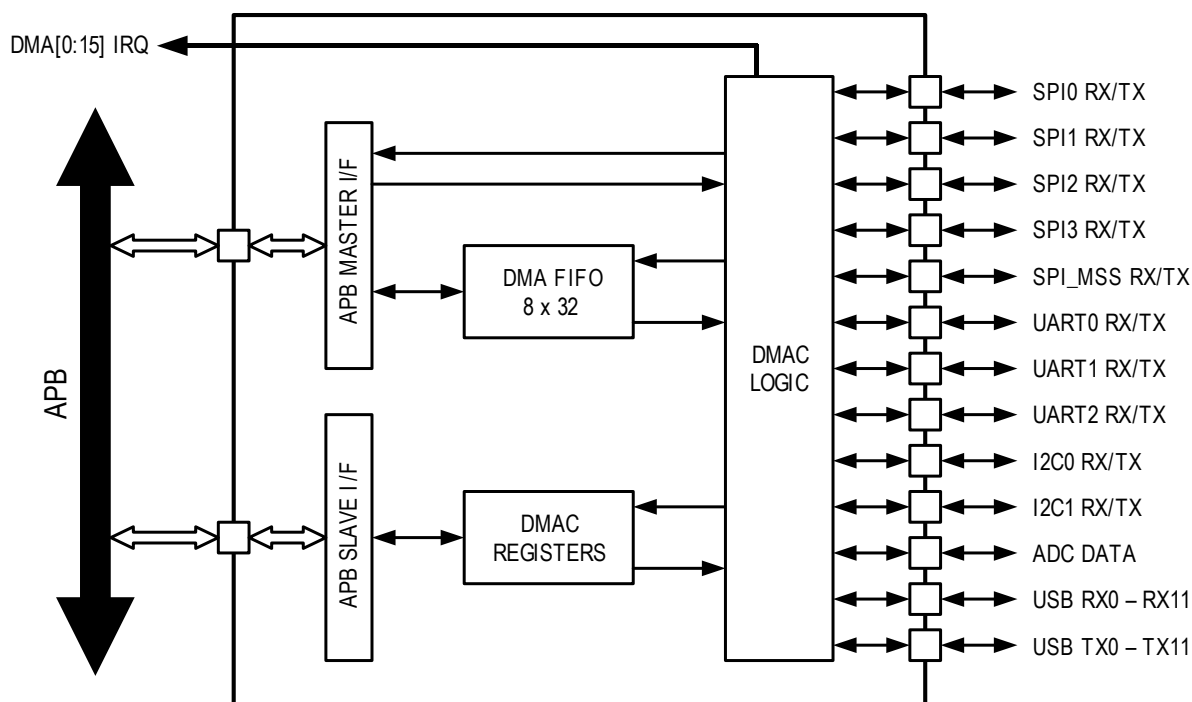 DMA[0:15] IRQ
APB
APB MASTER I/F
DMA FIFO
8 x 32
APB SLAVE I/F
DMAC
REGISTERS
DMAC
LOGIC
SPI0 RX/TX
SPI1 RX/TX
SPI2 RX/TX
SPI3 RX/TX
SPI_MSS RX/TX
UART0 RX/TX
UART1 RX/TX
UART2 RX/TX
I2C0 RX/TX
I2C1 RX/TX
ADC DATA
USB RX0 – RX11
USB TX0 – TX11